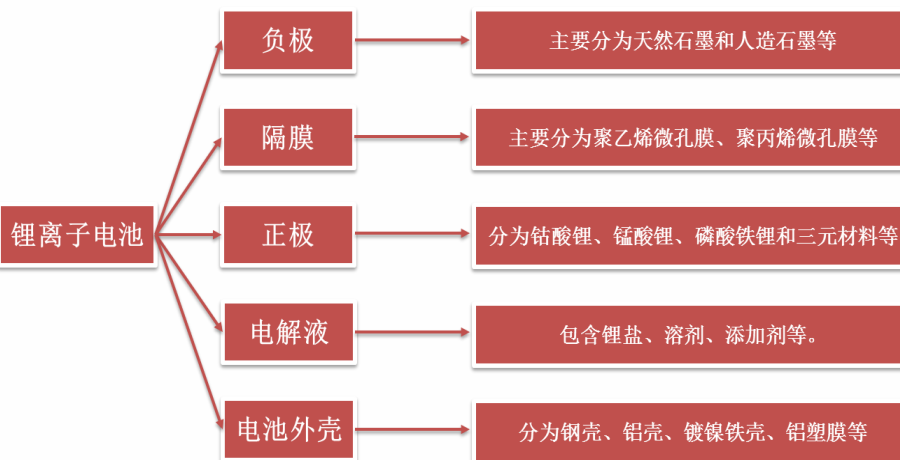 负极
主要分为天然石墨和人造石墨等
隔膜
主要分为聚乙烯微孔膜、聚丙烯微孔膜等
锂离子电池
正极
分为钴酸锂、锰酸锂、磷酸铁锂和三元材料等
电解液
包含锂盐、溶剂、添加剂等。
电池外壳
分为钢壳、铝壳、镀镍铁壳、铝塑膜等